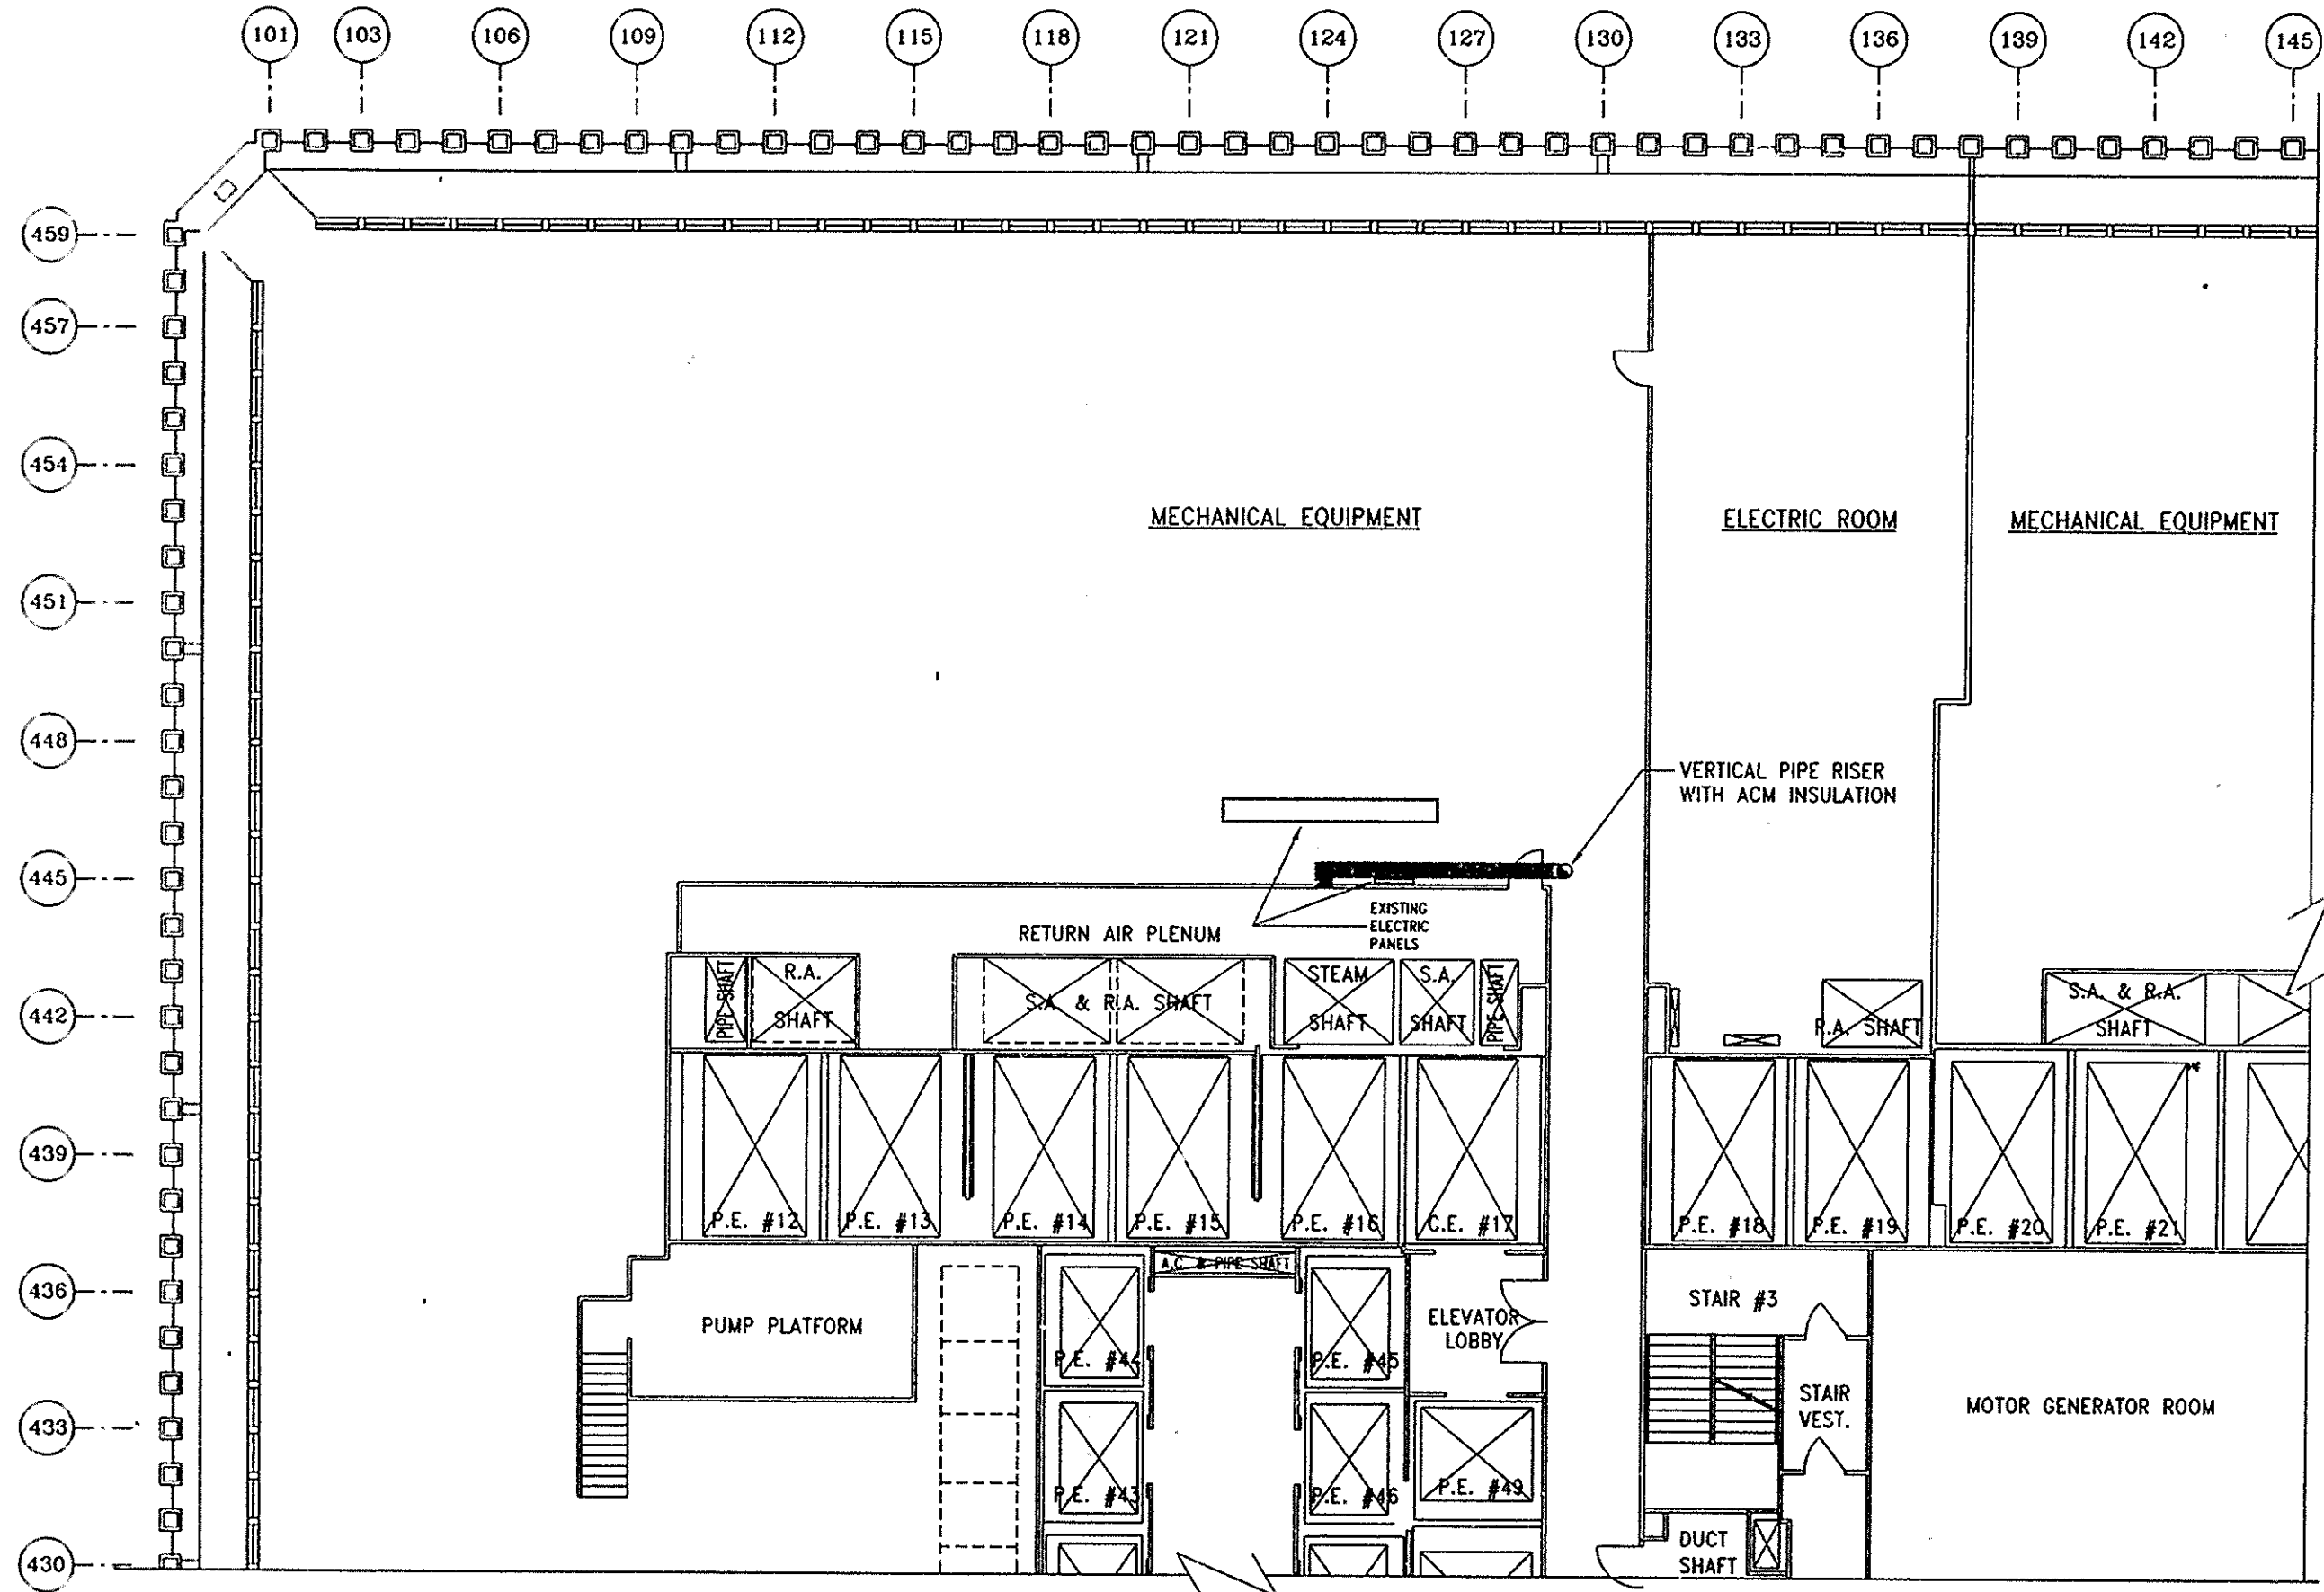 101 103 106 109 112 115 118 121 124 127 130 133 136 139 142 145
459
457
454
MECHANICAL EQUIPMENT
ELECTRIC ROOM
MECHANICAL EQUIPMENT
451
448
VERTICAL PIPE RISER
WITH ACM INSULATION
445
EXISTING
ELECTRIC
PANELS
RETURN AIR PLENUM
PIPE SHAFT
R.A.
SHAFT
S.A. & R.A. SHAFT
STEAM
SHAFT
S.A.
SHAFT
PIPE SHAFT
R.A. SHAFT
S.A. & R.A.
SHAFT
442
439
P.E. #12
P.E. #13
P.E. #14
P.E. #15
P.E. #16
C.E. #17
P.E. #18
P.E. #19
P.E. #20
P.E. #21
A.C. & PIPE SHAFT
436
PUMP PLATFORM
P.E. #44
P.E. #45
ELEVATOR
LOBBY
STAIR #3
433
STAIR
VEST.
MOTOR GENERATOR ROOM
P.E. #43
P.E. #46
P.E. #49
430
DUCT
SHAFT